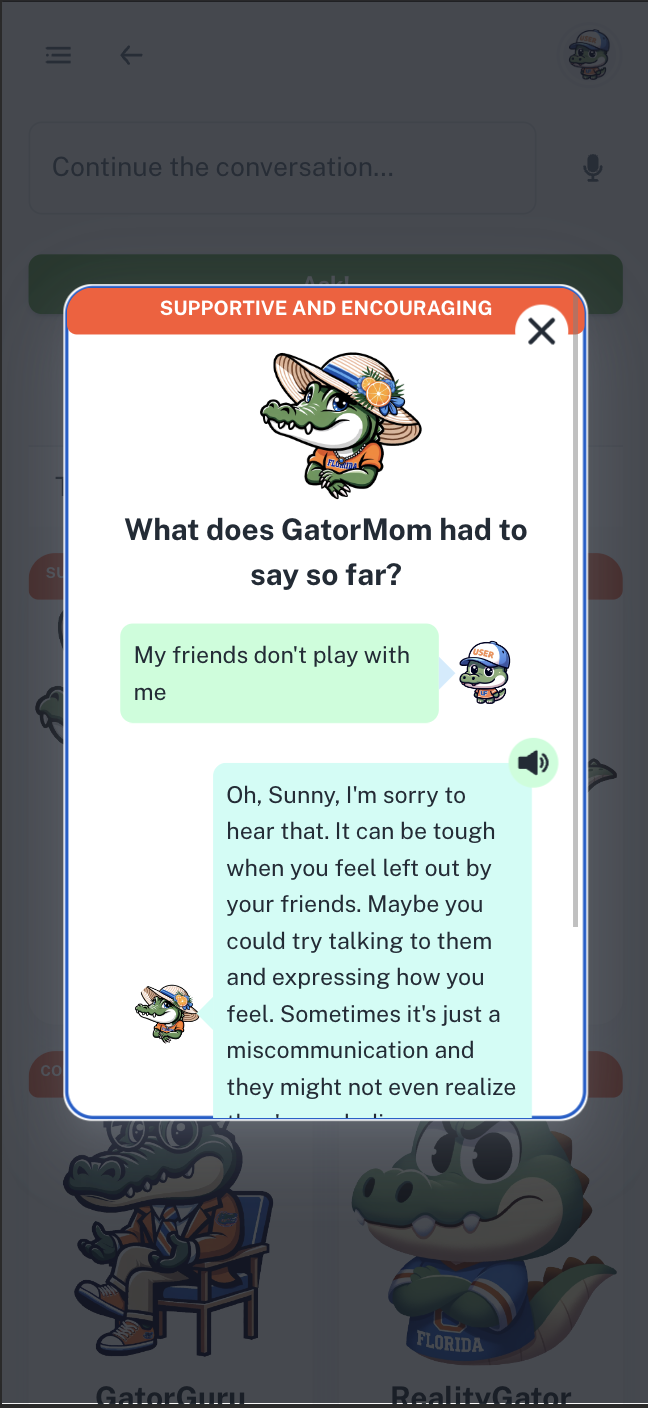 USER
Continue the conversation...
Ask!
SUPPORTIVE AND ENCOURAGING
FLORIDA
What does GatorMom had to
say so far?
My friends don't play with
me
USER
Oh, Sunny, I'm sorry to
hear that. It can be tough
when you feel left out by
your friends. Maybe you
could try talking to them
and expressing how you
feel. Sometimes it's just a
miscommunication and
they might not even realize
T
SU
CO
FLORIDA
GatorGuru
RealityGator